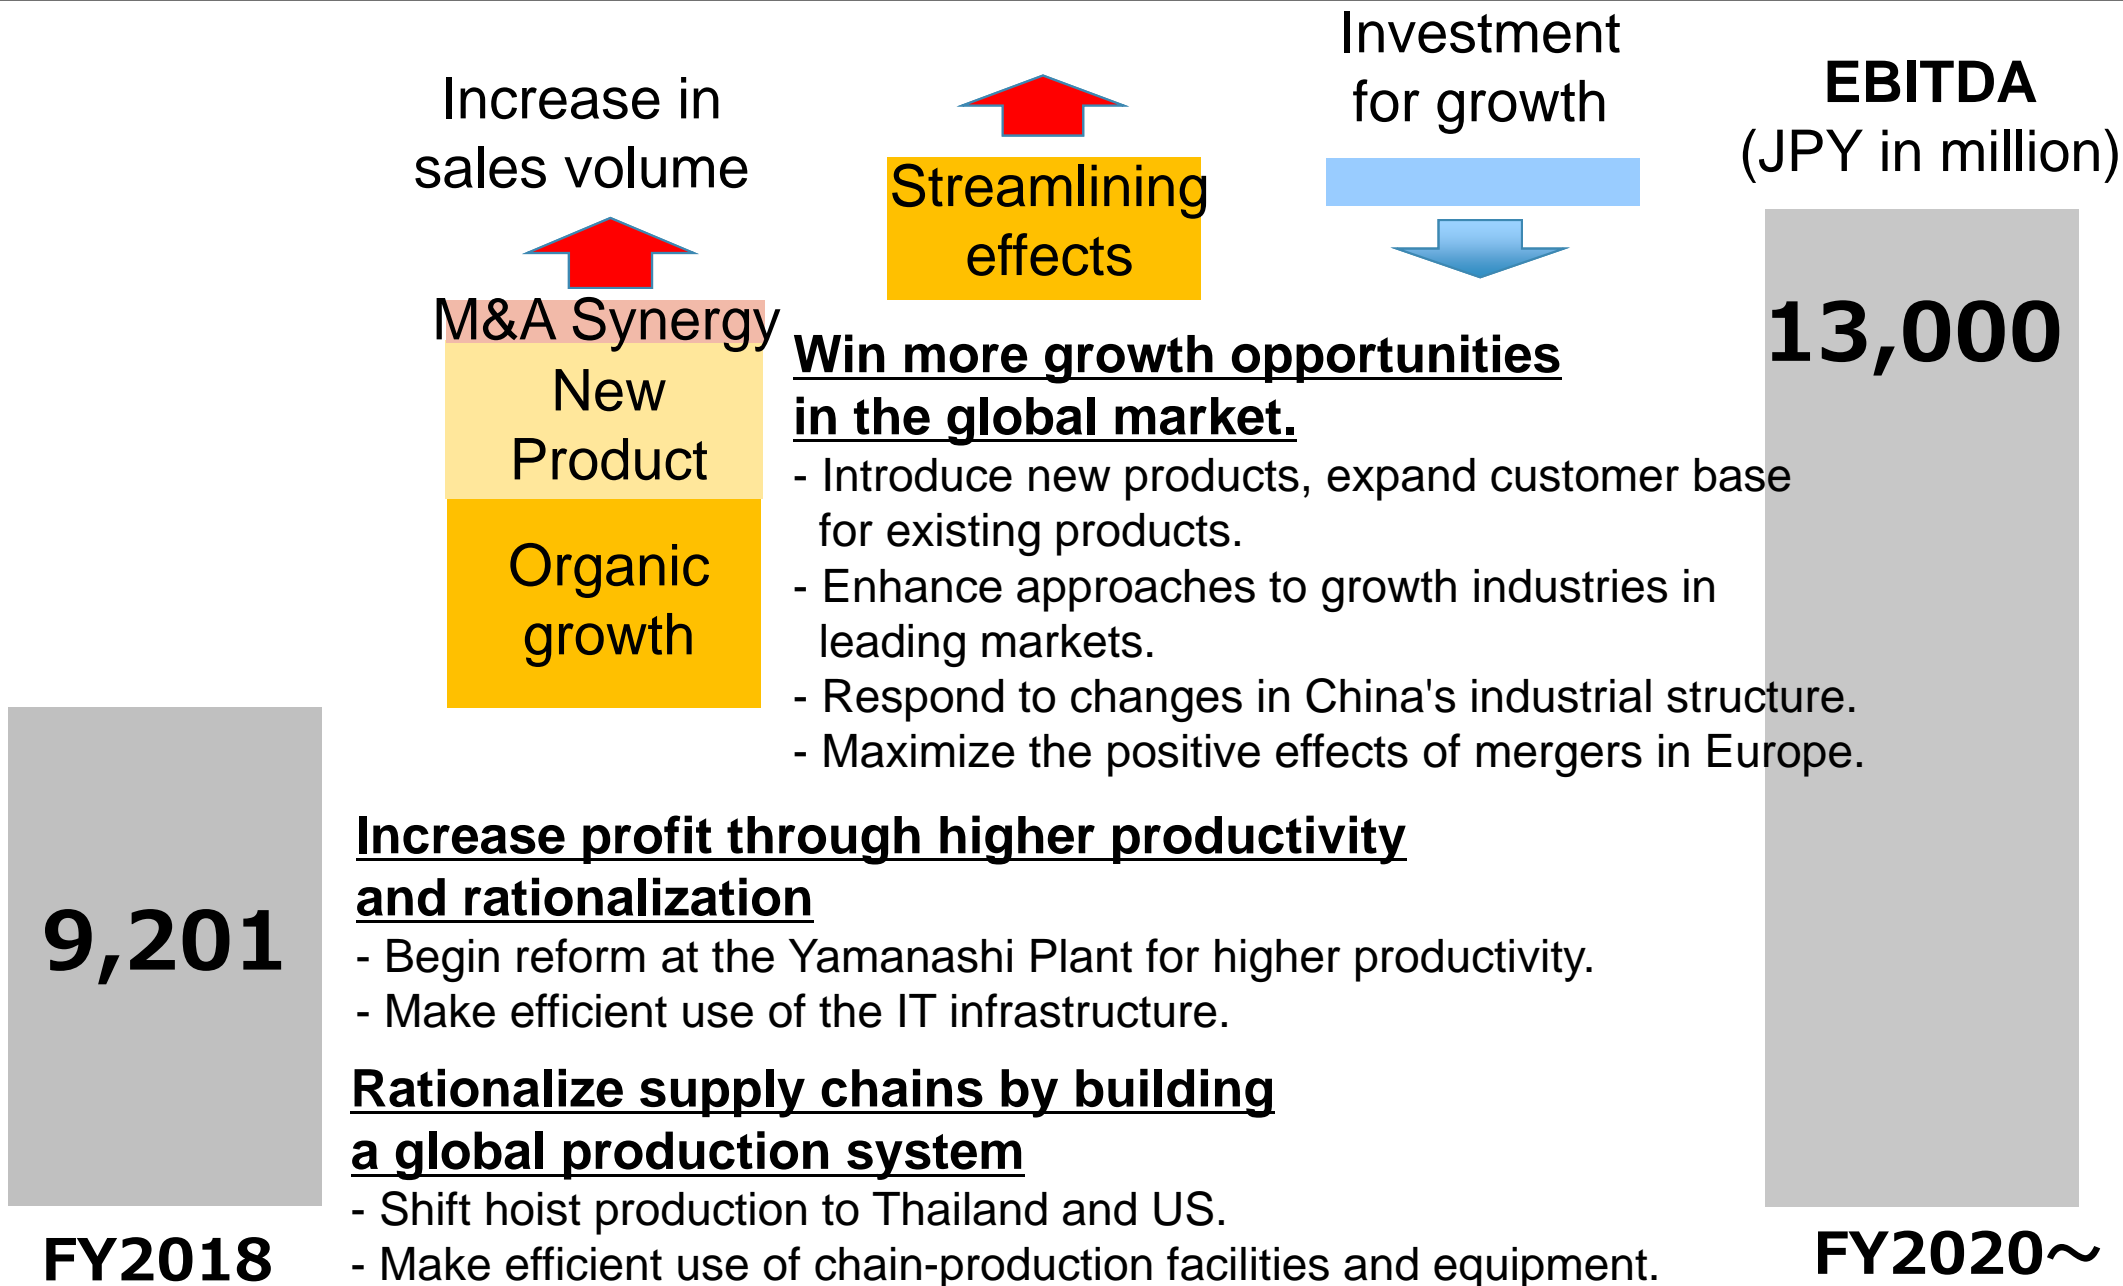 Increase in
sales volume
M&A Synergy
New
Product
Organic
growth
Streamlining
effects
Investment
for growth
EBITDA
(JPY in million)
13,000
Win more growth opportunities
in the global market.
- Introduce new products, expand customer base
for existing products.
- Enhance approaches to growth industries in
leading markets.
- Respond to changes in China's industrial structure.
- Maximize the positive effects of mergers in Europe.
Increase profit through higher productivity
and rationalization
- Begin reform at the Yamanashi Plant for higher productivity.
- Make efficient use of the IT infrastructure.
Rationalize supply chains by building
a global production system
- Shift hoist production to Thailand and US.
- Make efficient use of chain-production facilities and equipment.
9,201
FY2018
FY2020～